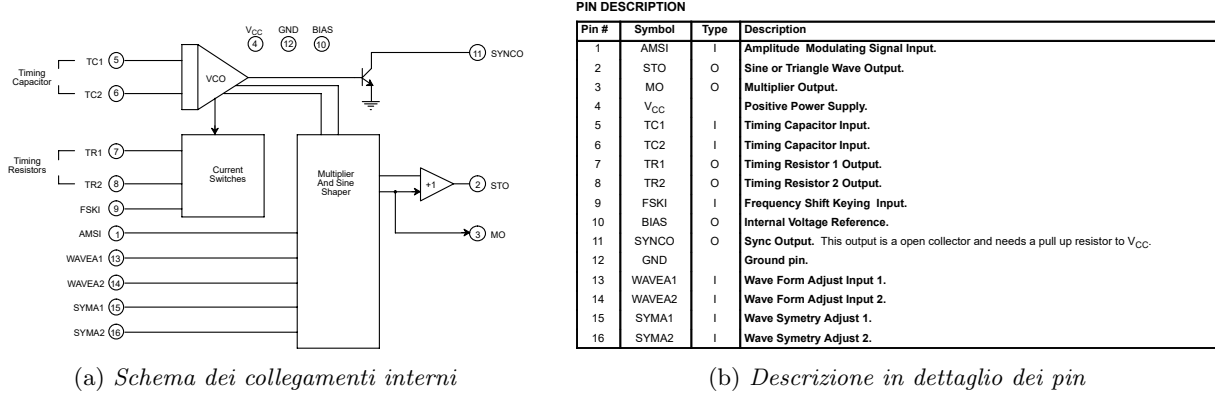 V_CC GND BIAS
4 12 10
Timing
Capacitor
TC1 5
TC2 6
VCO
11 SYNCO
Timing
Resistors
TR1 7
TR2 8
FSKI 9
Current
Switches
Multiplier
And Sine
Shaper
+1
2 STO
3 MO
AMSI 1
WAVEA1 13
WAVEA2 14
SYMA1 15
SYMA2 16
(a) Schema dei collegamenti interni
PIN DESCRIPTION
Pin # Symbol Type Description
1 AMSI I Amplitude Modulating Signal Input.
2 STO O Sine or Triangle Wave Output.
3 MO O Multiplier Output.
4 V_CC Positive Power Supply.
5 TC1 I Timing Capacitor Input.
6 TC2 I Timing Capacitor Input.
7 TR1 O Timing Resistor 1 Output.
8 TR2 O Timing Resistor 2 Output.
9 FSKI I Frequency Shift Keying Input.
10 BIAS O Internal Voltage Reference.
11 SYNCO O Sync Output. This output is a open collector and needs a pull up resistor to V_CC.
12 GND Ground pin.
13 WAVEA1 I Wave Form Adjust Input 1.
14 WAVEA2 I Wave Form Adjust Input 2.
15 SYMA1 I Wave Symetry Adjust 1.
16 SYMA2 I Wave Symetry Adjust 2.
(b) Descrizione in dettaglio dei pin